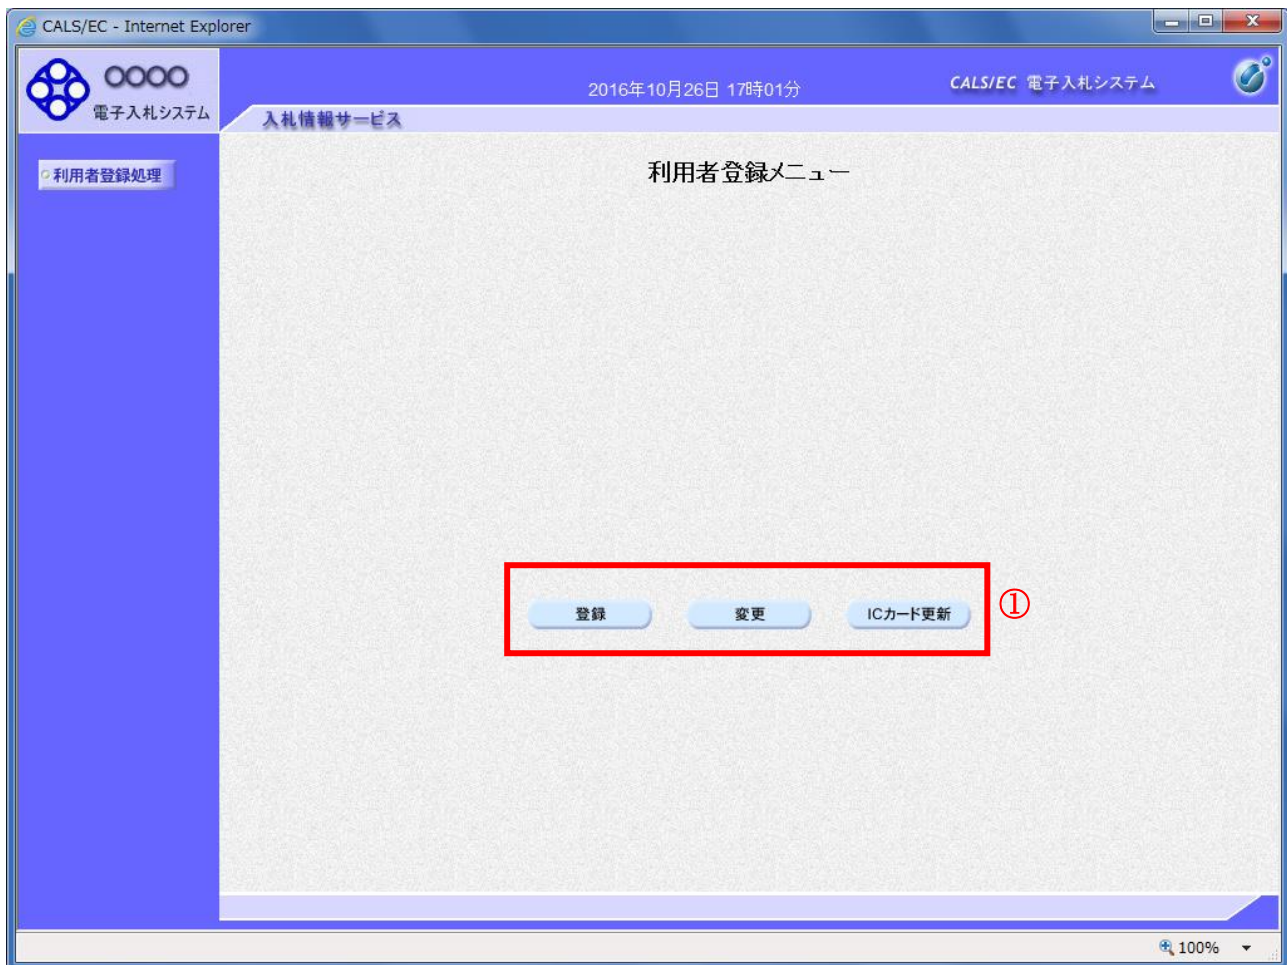 CALS/EC - Internet Explorer
〇〇〇〇
電子入札システム
2016年10月26日 17時01分
CALS/EC 電子入札システム
入札情報サービス
利用者登録処理
利用者登録メニュー
登録 変更 ICカード更新 ①
100%